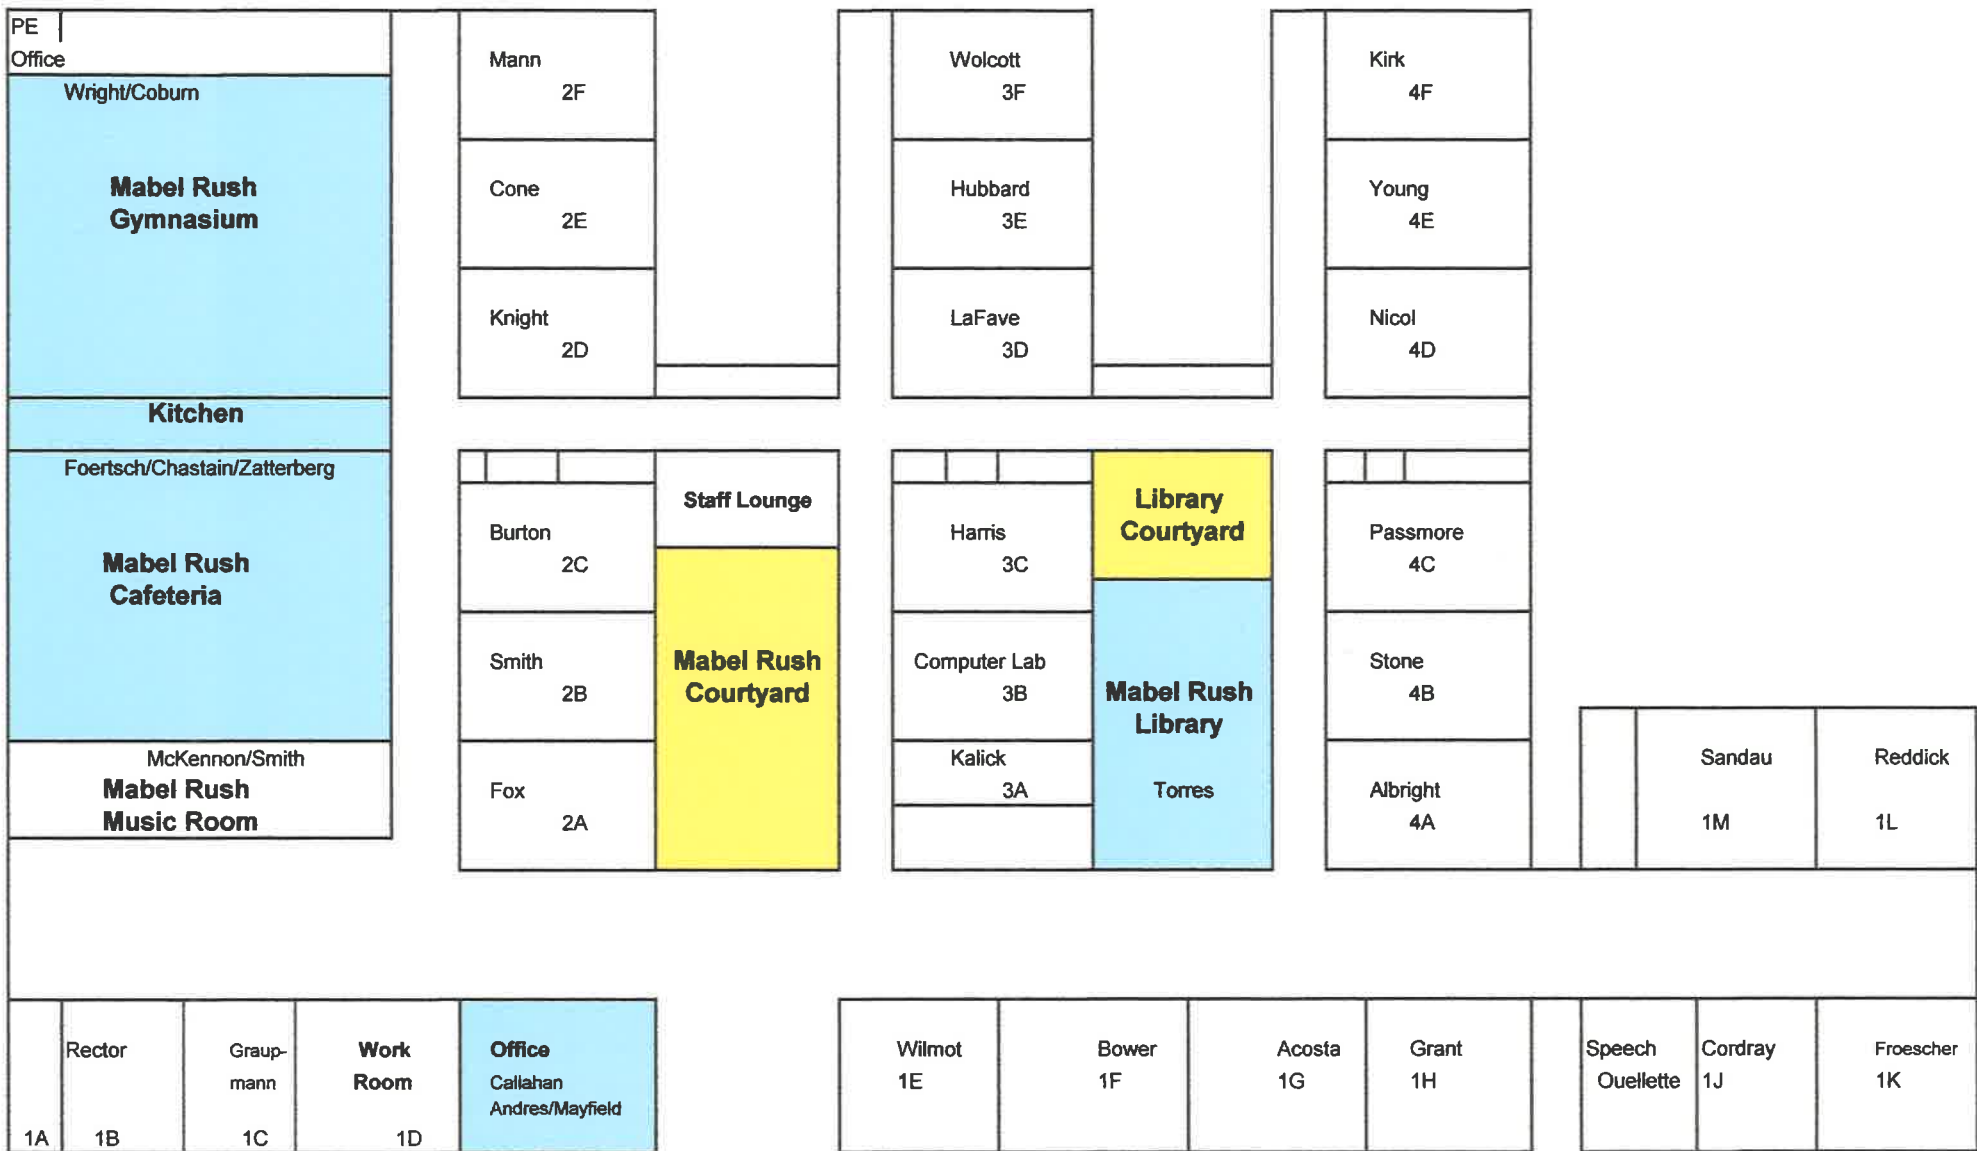 PE
Office
Wright/Coburn
Mabel Rush
Gymnasium
Kitchen
Foertsch/Chastain/Zatterberg
Mabel Rush
Cafeteria
McKennon/Smith
Mabel Rush
Music Room
Mann
2F
Cone
2E
Knight
2D
Burton
2C
Smith
2B
Fox
2A
Staff Lounge
Mabel Rush
Courtyard
Wolcott
3F
Hubbard
3E
LaFave
3D
Harris
3C
Computer Lab
3B
Kalick
3A
Library
Courtyard
Mabel Rush
Library
Torres
Kirk
4F
Young
4E
Nicol
4D
Passmore
4C
Stone
4B
Albright
4A
Sandau
1M
Reddick
1L
1A
Rector
1B
Graup-
mann
1C
Work
Room
1D
Office
Callahan
Andres/Mayfield
Wilmot
1E
Bower
1F
Acosta
1G
Grant
1H
Speech
Ouellette
Cordray
1J
Froescher
1K